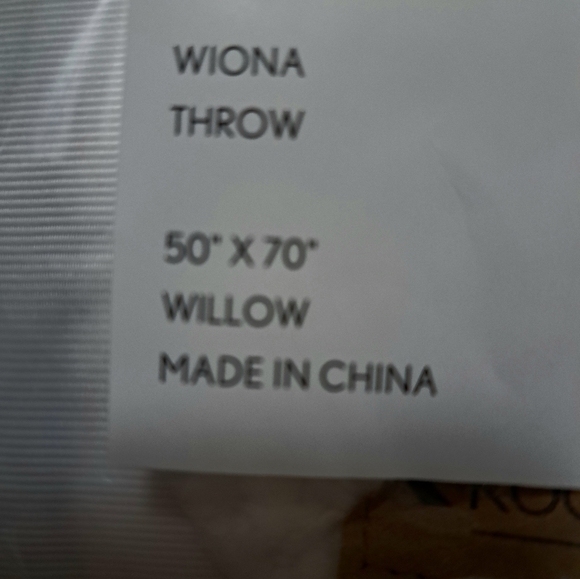 WIONA
THROW
50" X 70"
WILLOW
MADE IN CHINA